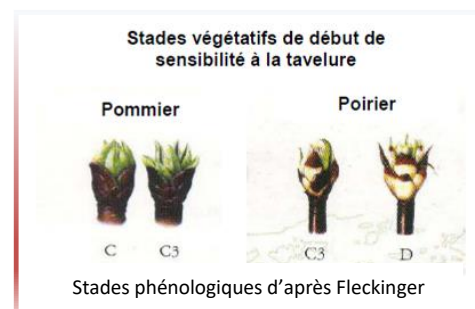 Stades végétatifs de début de
sensibilité à la tavelure
Pommier
Poirier
C
C3
C3
D
Stades phénologiques d’après Fleckinger